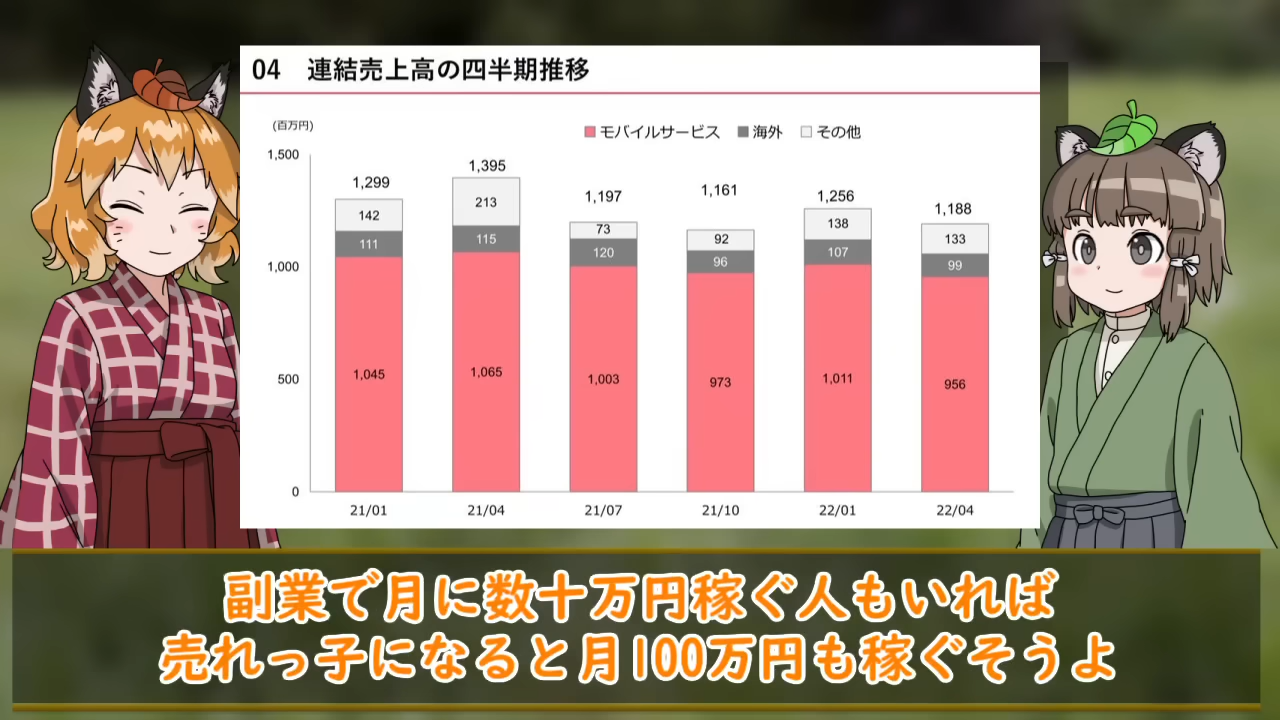 04 連結売上高の四半期推移
(百万円)
モバイルサービス 海外 その他
1,500
1,000
500
0
1,299 1,395 1,197 1,161 1,256 1,188
142 213 73 92 138 133
111 115 120 96 107 99
1,045 1,065 1,003 973 1,011 956
21/01 21/04 21/07 21/10 22/01 22/04
副業で月に数十万円稼ぐ人もいれば
売れっ子になると月100万円も稼ぐそうよ